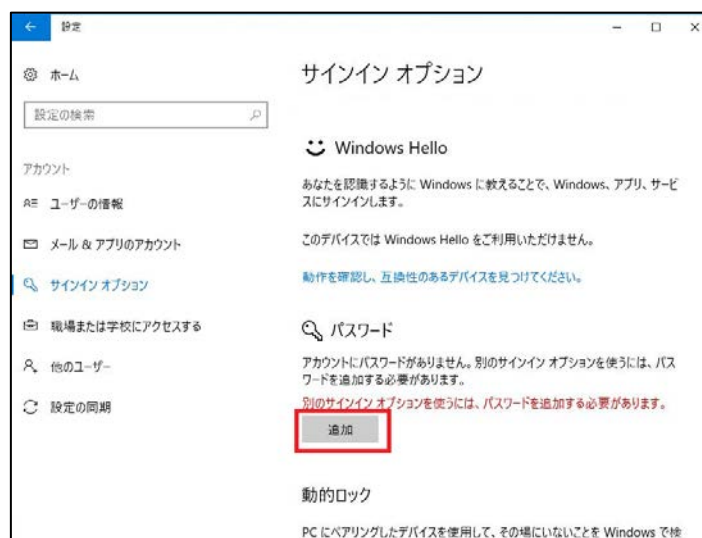 設定
ホーム
設定の検索
アカウント
ユーザーの情報
メール & アプリのアカウント
サインイン オプション
職場または学校にアクセスする
他のユーザー
設定の同期
サインイン オプション
Windows Hello
あなたを認識するように Windows に教えることで、Windows、アプリ、サービ
スにサインインします。
このデバイスでは Windows Hello をご利用いただけません。
動作を確認し、互換性のあるデバイスを見つけてください。
パスワード
アカウントにパスワードがありません。別のサインイン オプションを使うには、パス
ワードを追加する必要があります。
別のサインイン オプションを使うには、パスワードを追加する必要があります。
追加
動的ロック
PC にペアリングしたデバイスを使用して、その場にいないことを Windows で検